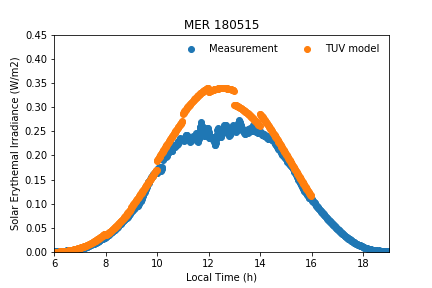 MER 180515
Measurement
TUV model
Solar Erythemal Irradiance (W/m2)
0.45
0.40
0.35
0.30
0.25
0.20
0.15
0.10
0.05
0.00
6 8 10 12 14 16 18
Local Time (h)